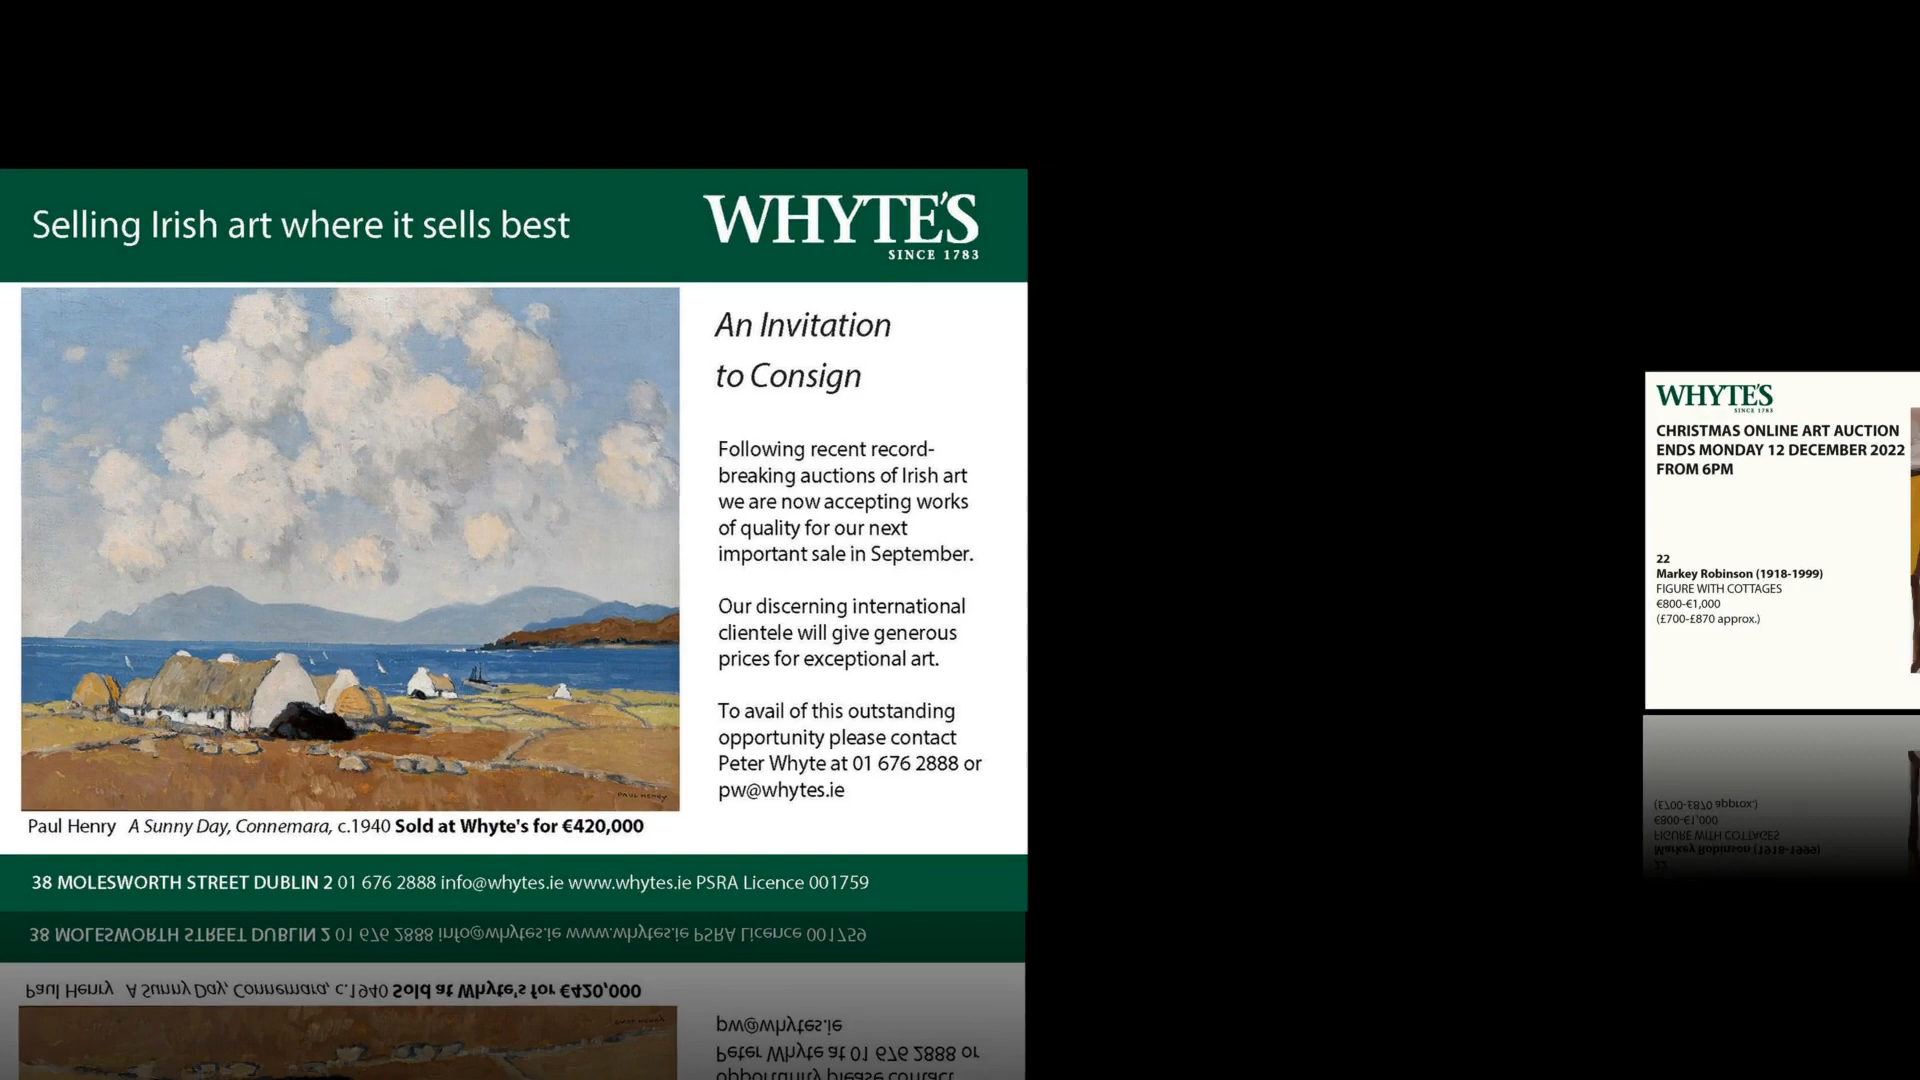 Selling Irish art where it sells best
WHYTE'S
SINCE 1783
An Invitation
to Consign
Following recent record-
breaking auctions of Irish art
we are now accepting works
of quality for our next
important sale in September.
Our discerning international
clientele will give generous
prices for exceptional art.
To avail of this outstanding
opportunity please contact
Peter Whyte at 01 676 2888 or
pw@whytes.ie
PAUL HENRY
Paul Henry A Sunny Day, Connemara, c.1940 Sold at Whyte's for €420,000
38 MOLESWORTH STREET DUBLIN 2 01 676 2888 info@whytes.ie www.whytes.ie PSRA Licence 001759
WHYTE'S
SINCE 1783
CHRISTMAS ONLINE ART AUCTION
ENDS MONDAY 12 DECEMBER 2022
FROM 6PM
22
Markey Robinson (1918-1999)
FIGURE WITH COTTAGES
€800-€1,000
(£700-£870 approx.)